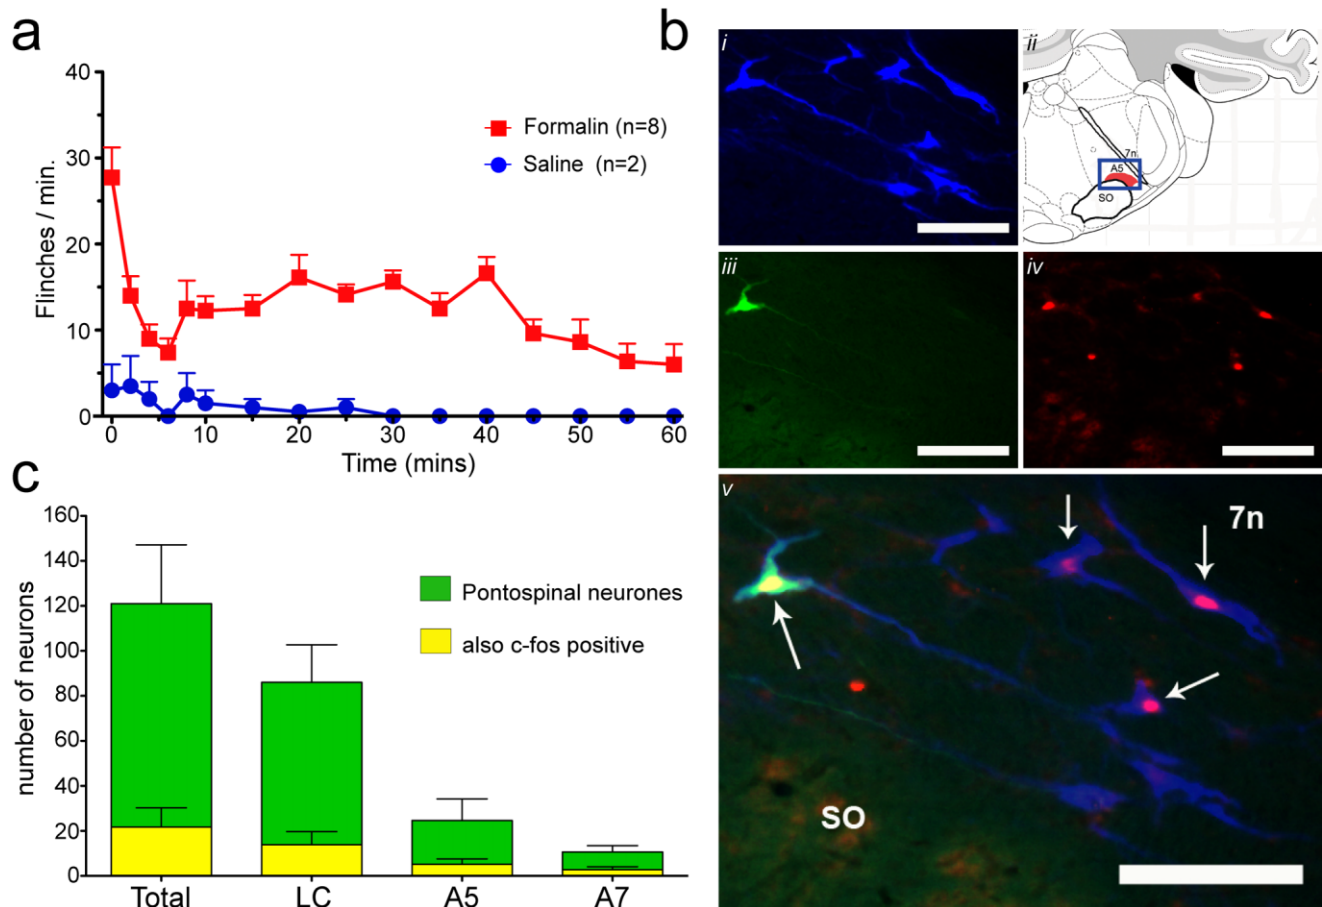 a
40
30
20
10
0
Flinches / min.
Formalin (n=8)
Saline (n=2)
0 10 20 30 40 50 60
Time (mins)
b
i
ii
7n
A5
SO
iii
iv
v
7n
SO
c
160
140
120
100
80
60
40
20
0
number of neurons
Pontospinal neurones
also c-fos positive
Total LC A5 A7